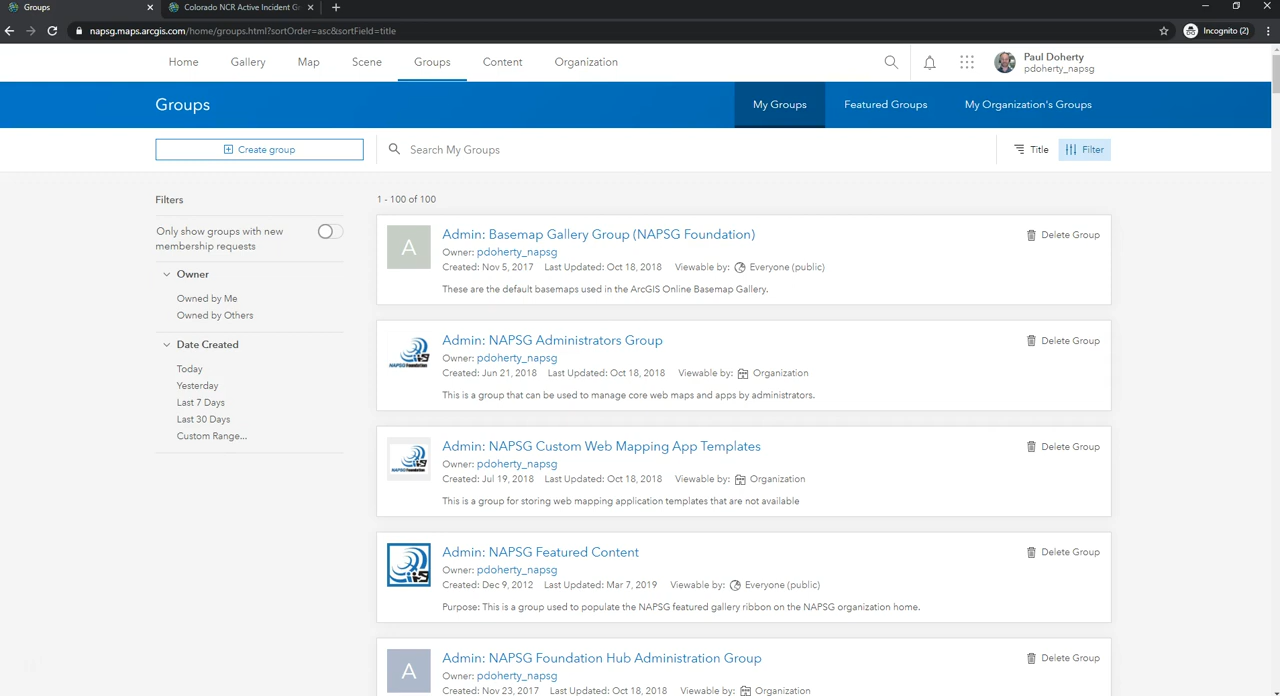 Groups
Colorado NCR Active Incident G
napsg.maps.arcgis.com/home/groups.html?sortOrder=asc&sortField=title
Incognito (2)
Home Gallery Map Scene Groups Content Organization
Paul Doherty
pdoherty_napsg
Groups
My Groups Featured Groups My Organization's Groups
Create group
Search My Groups
Title
Filter
Filters
Only show groups with new
membership requests
Owner
Owned by Me
Owned by Others
Date Created
Today
Yesterday
Last 7 Days
Last 30 Days
Custom Range...
1 - 100 of 100
A
Admin: Basemap Gallery Group (NAPSG Foundation)
Delete Group
Owner: pdoherty_napsg
Created: Nov 5, 2017 Last Updated: Oct 18, 2018 Viewable by: Everyone (public)
These are the default basemaps used in the ArcGIS Online Basemap Gallery.
NAPSG Foundation
Admin: NAPSG Administrators Group
Delete Group
Owner: pdoherty_napsg
Created: Jun 21, 2018 Last Updated: Oct 18, 2018 Viewable by: Organization
This is a group that can be used to manage core web maps and apps by administrators.
NAPSG Foundation
Admin: NAPSG Custom Web Mapping App Templates
Delete Group
Owner: pdoherty_napsg
Created: Jul 19, 2018 Last Updated: Oct 18, 2018 Viewable by: Organization
This is a group for storing web mapping application templates that are not available
Admin: NAPSG Featured Content
Delete Group
Owner: pdoherty_napsg
Created: Dec 9, 2012 Last Updated: Mar 7, 2019 Viewable by: Everyone (public)
Purpose: This is a group used to populate the NAPSG featured gallery ribbon on the NAPSG organization home.
A
Admin: NAPSG Foundation Hub Administration Group
Delete Group
Owner: pdoherty_napsg
Created: Nov 23, 2017 Last Updated: Oct 18, 2018 Viewable by: Organization